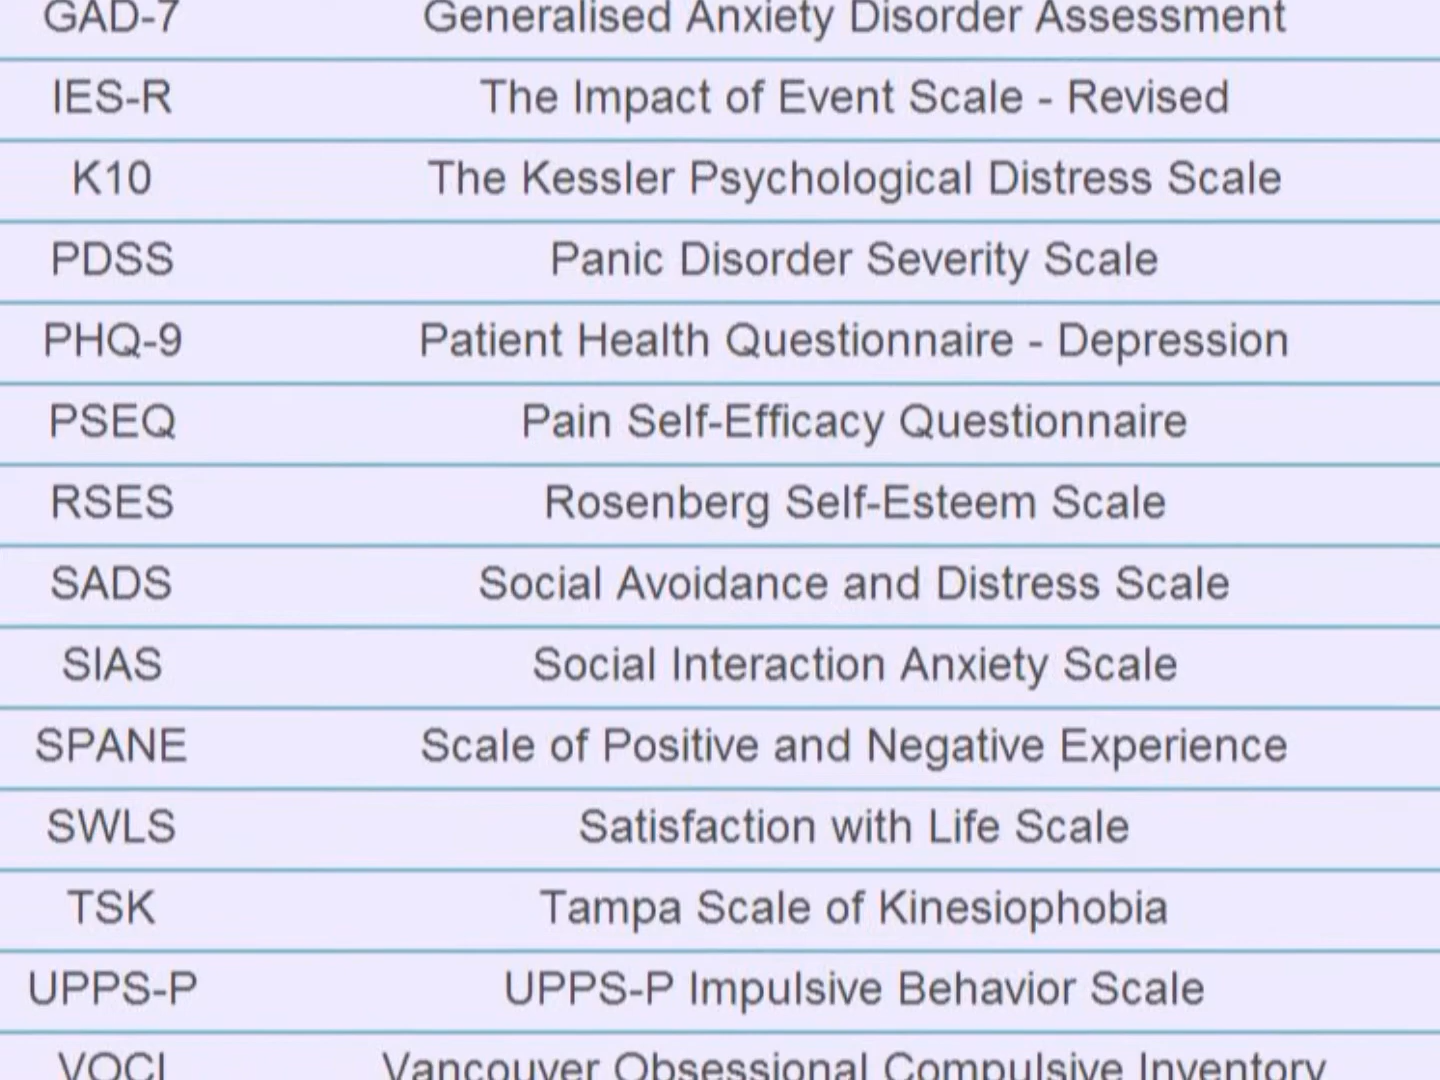 GAD-7 Generalised Anxiety Disorder Assessment
IES-R The Impact of Event Scale - Revised
K10 The Kessler Psychological Distress Scale
PDSS Panic Disorder Severity Scale
PHQ-9 Patient Health Questionnaire - Depression
PSEQ Pain Self-Efficacy Questionnaire
RSES Rosenberg Self-Esteem Scale
SADS Social Avoidance and Distress Scale
SIAS Social Interaction Anxiety Scale
SPANE Scale of Positive and Negative Experience
SWLS Satisfaction with Life Scale
TSK Tampa Scale of Kinesiophobia
UPPS-P UPPS-P Impulsive Behavior Scale
VOCI Vancouver Obsessional Compulsive Inventory